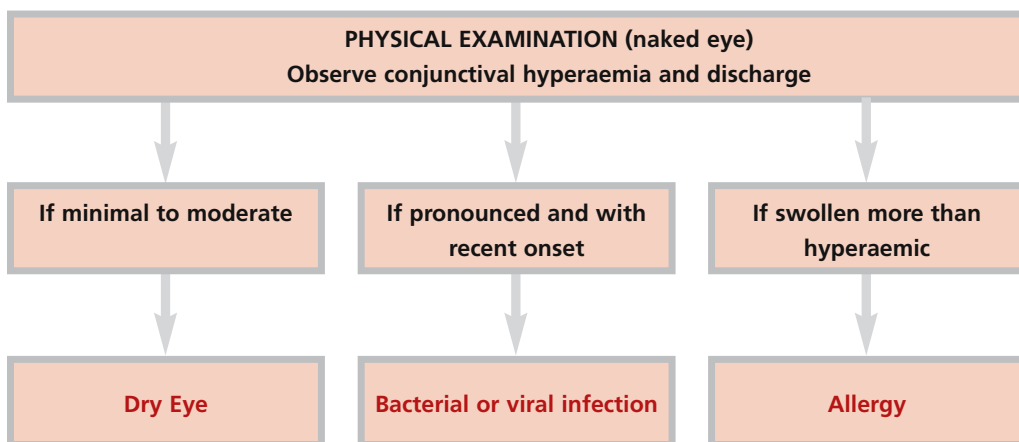 PHYSICAL EXAMINATION (naked eye)
Observe conjunctival hyperaemia and discharge
If minimal to moderate
If pronounced and with
recent onset
If swollen more than
hyperaemic
Dry Eye
Bacterial or viral infection
Allergy